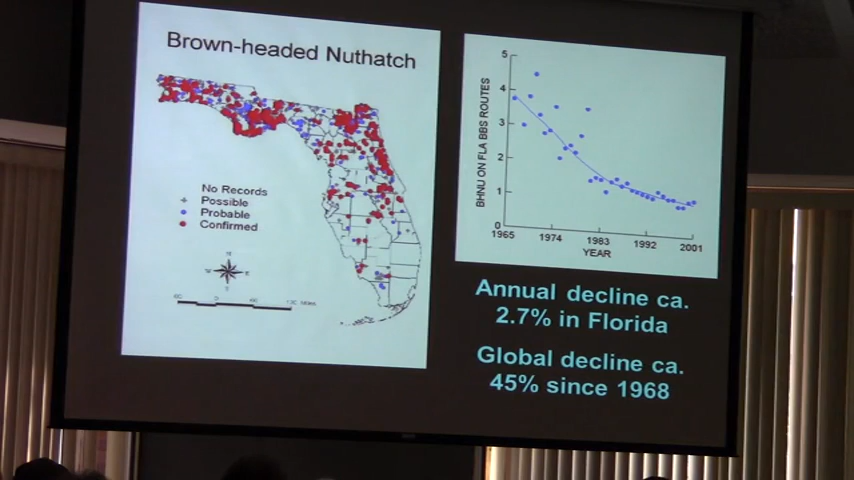 Brown-headed Nuthatch
No Records
Possible
Probable
Confirmed
N
W
E
S
0
BHNU ON FLA BBS ROUTES
5
4
3
2
1
0
1965
1974
1983
1992
2001
YEAR
Annual decline ca.
2.7% in Florida
Global decline ca.
45% since 1968